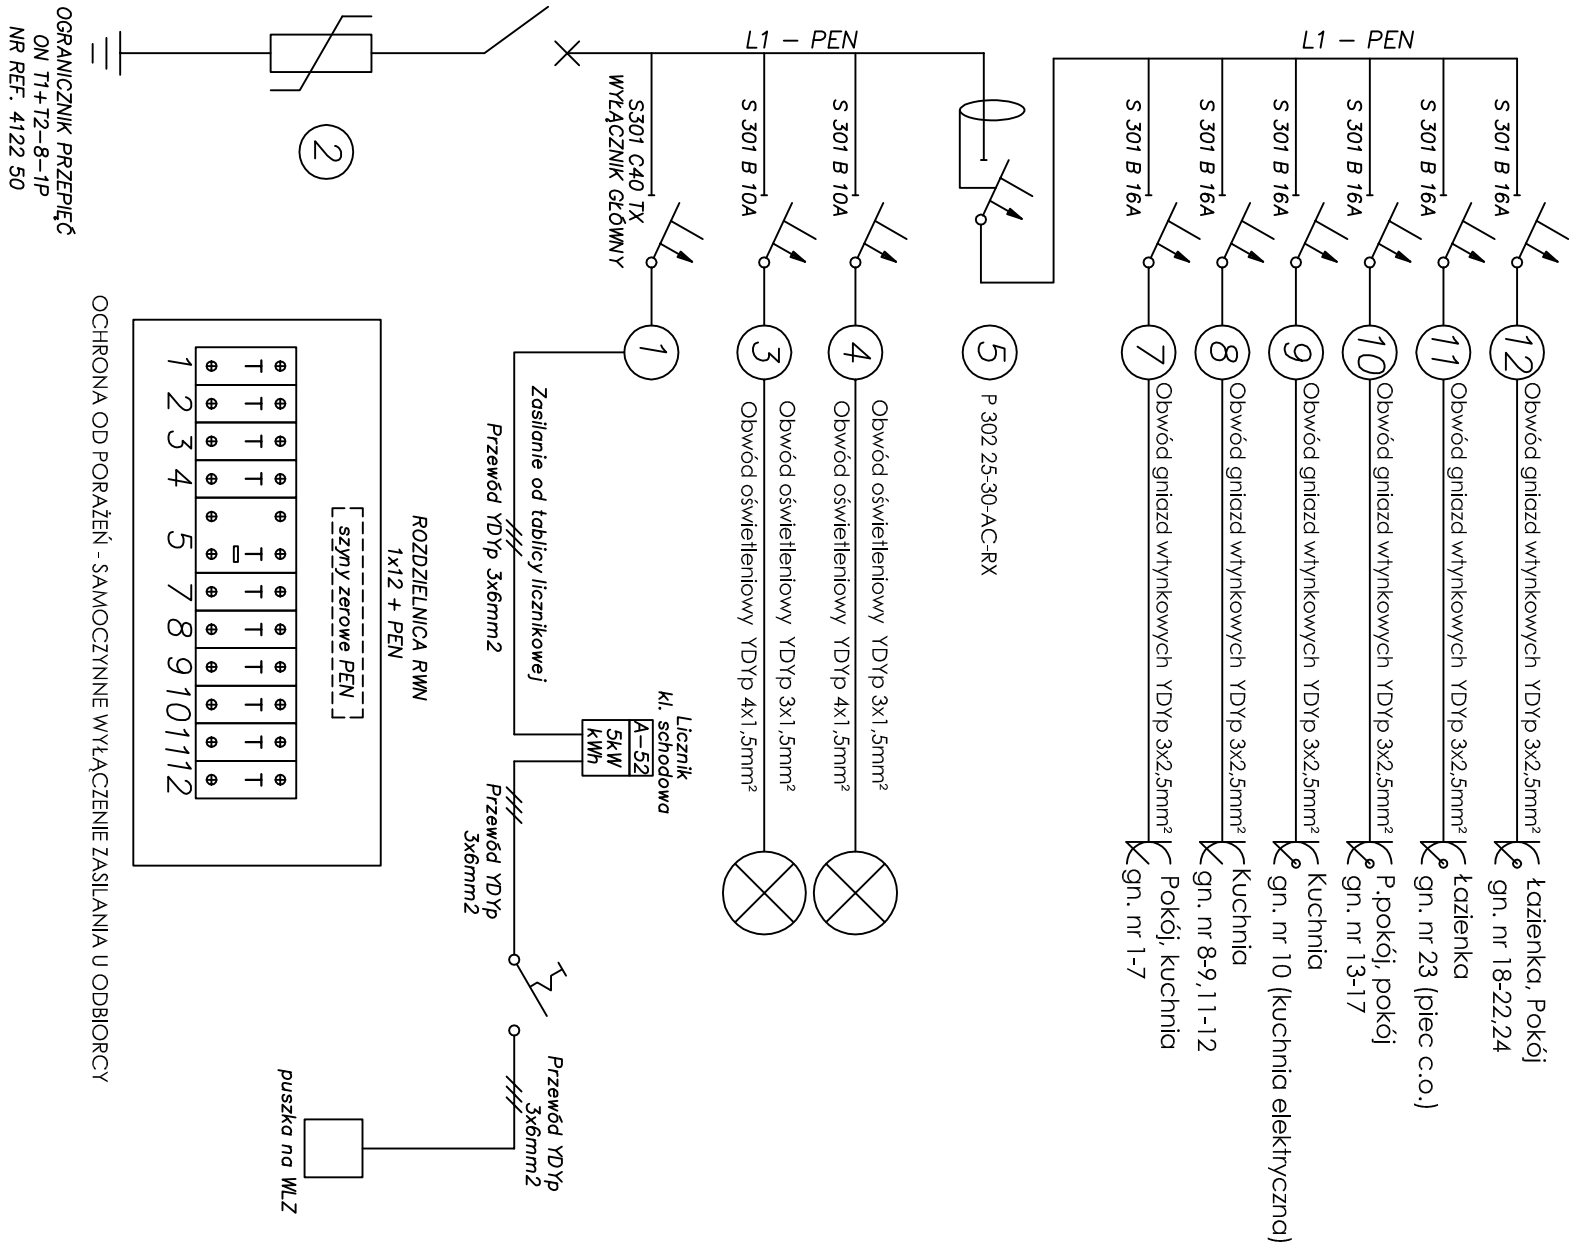 L1 - PEN
L1 - PEN
OGRANICZNIK PRZEPIĘĆ
ON T1+T2-8-1P
NR REF. 4122 50
2
S301 C40 TX
WYŁĄCZNIK GŁÓWNY
S 301 B 10A
S 301 B 10A
S 301 B 16A
S 301 B 16A
S 301 B 16A
S 301 B 16A
S 301 B 16A
S 301 B 16A
1
3
4
5
7
8
9
10
11
12
P 302 25-30-AC-RX
Zasilanie od tablicy licznikowej
Przewód YDYp 3x6mm2
Obwód oświetleniowy YDYp 3x1,5mm²
Obwód oświetleniowy YDYp 4x1,5mm²
Obwód oświetleniowy YDYp 3x1,5mm²
Obwód oświetleniowy YDYp 4x1,5mm²
Obwód gniazd wtynkowych YDYp 3x2,5mm²
Pokój, kuchnia
gn. nr 1-7
Obwód gniazd wtynkowych YDYp 3x2,5mm²
Kuchnia
gn. nr 8-9,11-12
Obwód gniazd wtynkowych YDYp 3x2,5mm²
Kuchnia
gn. nr 10 (kuchnia elektryczna)
Obwód gniazd wtynkowych YDYp 3x2,5mm²
P.pokój, pokój
gn. nr 13-17
Obwód gniazd wtynkowych YDYp 3x2,5mm²
Łazienka
gn. nr 23 (piec c.o.)
Obwód gniazd wtynkowych YDYp 3x2,5mm²
Łazienka, Pokój
gn. nr 18-22,24
Licznik
kl. schodowa
A-52
5kW
kWh
Przewód YDYp
3x6mm2
Przewód YDYp
3x6mm2
puszka na WLZ
ROZDZIELNICA RWN
1x12 + PEN
szyny zerowe PEN
T T T T T T T T T T T
1 2 3 4 5 7 8 9 10 11 12
OCHRONA OD PORAŻEŃ - SAMOCZYNNE WYŁĄCZENIE ZASILANIA U ODBIORCY